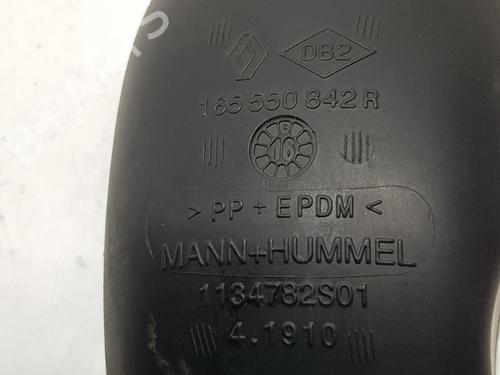 DB2
165 550 842 R
16
> PP + EPDM <
MANN+HUMMEL
1134782S01
4.1910